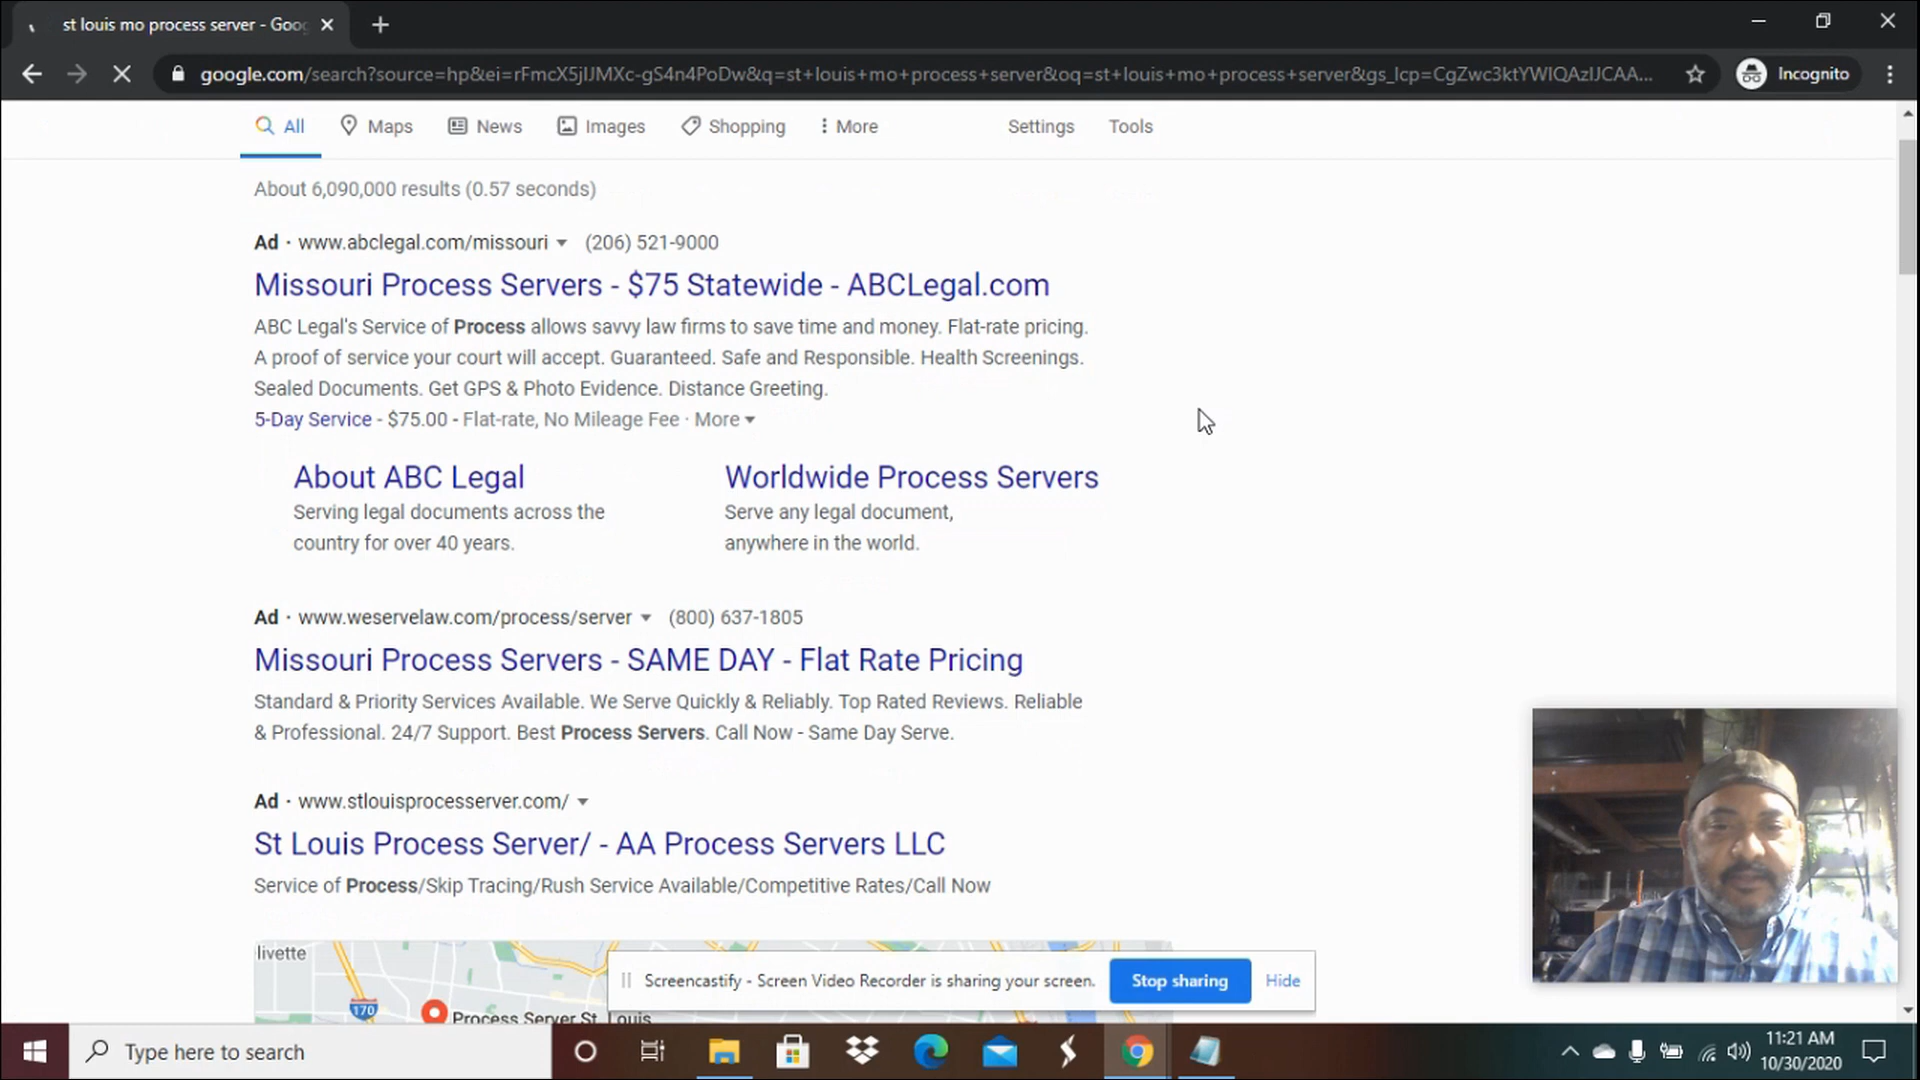 st louis mo process server - Goog
google.com/search?source=hp&ei=rFmcX5jIJMXc-gS4n4PoDw&q=st+louis+mo+process+server&oq=st+louis+mo+process+server&gs_lcp=CgZwc3ktYWIQAzIJCAA...
Incognito
All Maps News Images Shopping More Settings Tools
About 6,090,000 results (0.57 seconds)
Ad · www.abclegal.com/missouri (206) 521-9000
Missouri Process Servers - $75 Statewide - ABCLegal.com
ABC Legal's Service of Process allows savvy law firms to save time and money. Flat-rate pricing.
A proof of service your court will accept. Guaranteed. Safe and Responsible. Health Screenings.
Sealed Documents. Get GPS & Photo Evidence. Distance Greeting.
5-Day Service - $75.00 - Flat-rate, No Mileage Fee · More
About ABC Legal
Serving legal documents across the
country for over 40 years.
Worldwide Process Servers
Serve any legal document,
anywhere in the world.
Ad · www.weservelaw.com/process/server (800) 637-1805
Missouri Process Servers - SAME DAY - Flat Rate Pricing
Standard & Priority Services Available. We Serve Quickly & Reliably. Top Rated Reviews. Reliable
& Professional. 24/7 Support. Best Process Servers. Call Now - Same Day Serve.
Ad · www.stlouisprocesserver.com/
St Louis Process Server/ - AA Process Servers LLC
Service of Process/Skip Tracing/Rush Service Available/Competitive Rates/Call Now
livette
170
Process Server St. Louis
Screencastify - Screen Video Recorder is sharing your screen. Stop sharing Hide
Type here to search
11:21 AM
10/30/2020